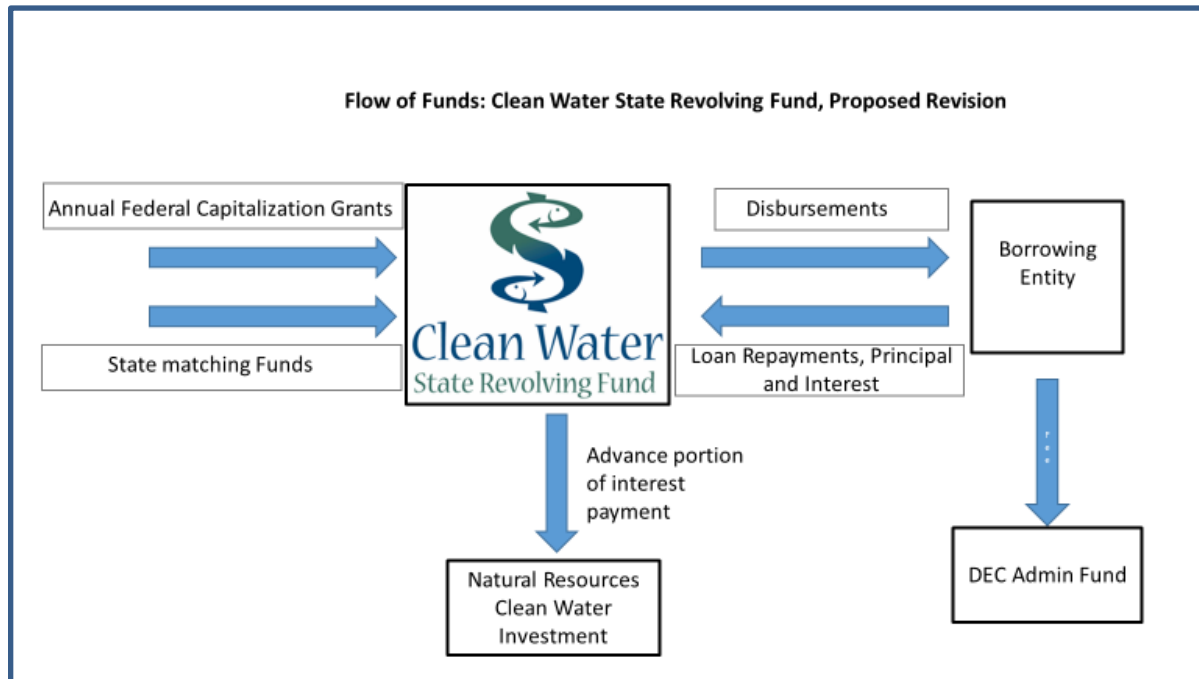 Flow of Funds: Clean Water State Revolving Fund, Proposed Revision
Annual Federal Capitalization Grants
State matching Funds
Clean Water
State Revolving Fund
Disbursements
Loan Repayments, Principal
and Interest
Borrowing
Entity
Advance portion
of interest
payment
Natural Resources
Clean Water
Investment
DEC Admin Fund